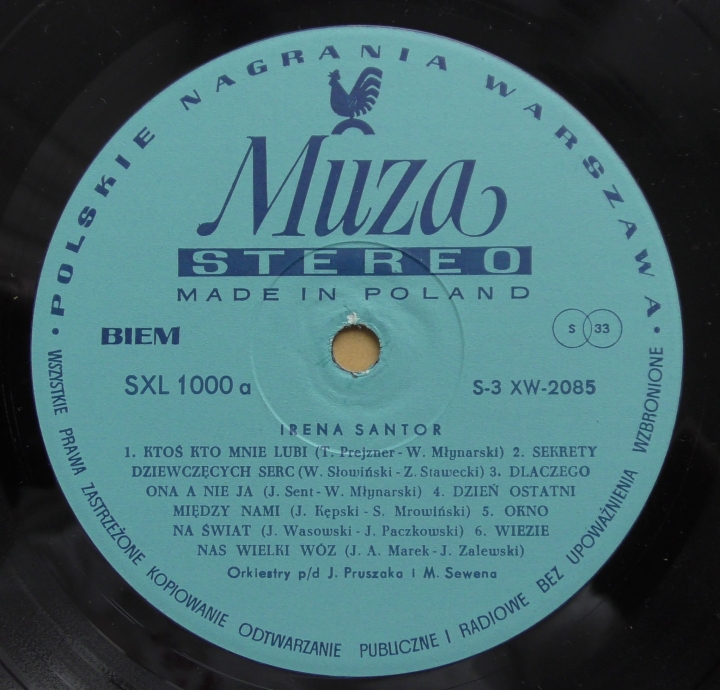 • POLSKIE NAGRANIA WARSZAWA •
Muza
STEREO
MADE IN POLAND
BIEM
S 33
SXL 1000 a
S-3 XW-2085
IRENA SANTOR
1. KTOŚ KTO MNIE LUBI (T. Prejzner - W. Młynarski) 2. SEKRETY
DZIEWCZĘCYCH SERC (W. Słowiński - Z. Stawecki) 3. DLACZEGO
ONA A NIE JA (J. Sent - W. Młynarski) 4. DZIEŃ OSTATNI
MIĘDZY NAMI (J. Kępski - S. Mrowiński) 5. OKNO
NA ŚWIAT (J. Wasowski - J. Paczkowski) 6. WIEZIE
NAS WIELKI WÓZ (J. A. Marek - J. Zalewski)
Orkiestry p/d J. Pruszaka i M. Sewena
WSZYSTKIE PRAWA ZASTRZEŻONE KOPIOWANIE ODTWARZANIE PUBLICZNE I RADIOWE BEZ UPOWAŻNIENIA WZBRONIONE